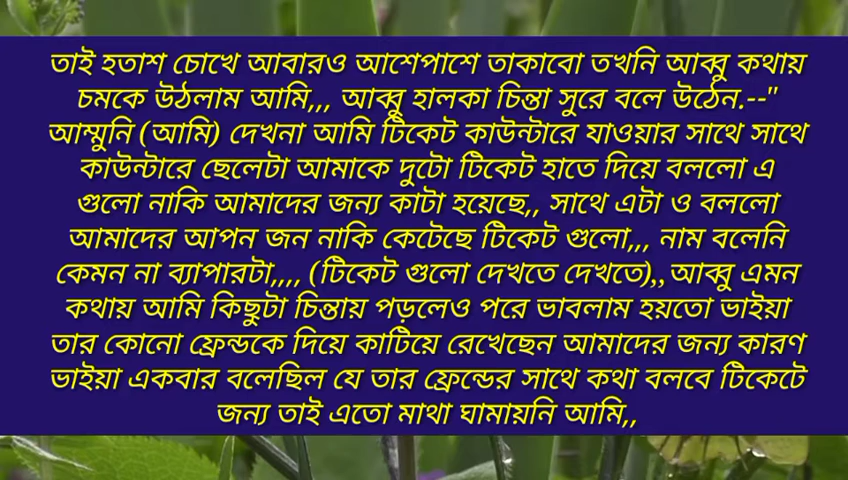 তাই হতাশ চোখে আবারও আশেপাশে তাকাবো তখনি আব্বু কথায়
চমকে উঠলাম আমি,,, আব্বু হালকা চিন্তা সুরে বলে উঠেন.--"
আম্মুনি (আমি) দেখনা আমি টিকেট কাউন্টারে যাওয়ার সাথে সাথে
কাউন্টারে ছেলেটা আমাকে দুটো টিকেট হাতে দিয়ে বললো এ
গুলো নাকি আমাদের জন্য কাটা হয়েছে,, সাথে এটা ও বললো
আমাদের আপন জন নাকি কেটেছে টিকেট গুলো,,, নাম বলেনি
কেমন না ব্যাপারটা,,,, (টিকেট গুলো দেখতে দেখতে),, আব্বু এমন
কথায় আমি কিছুটা চিন্তায় পড়লেও পরে ভাবলাম হয়তো ভাইয়া
তার কোনো ফ্রেন্ডকে দিয়ে কাটিয়ে রেখেছেন আমাদের জন্য কারণ
ভাইয়া একবার বলেছিল যে তার ফ্রেন্ডের সাথে কথা বলবে টিকেটে
জন্য তাই এতো মাথা ঘামায়নি আমি,,